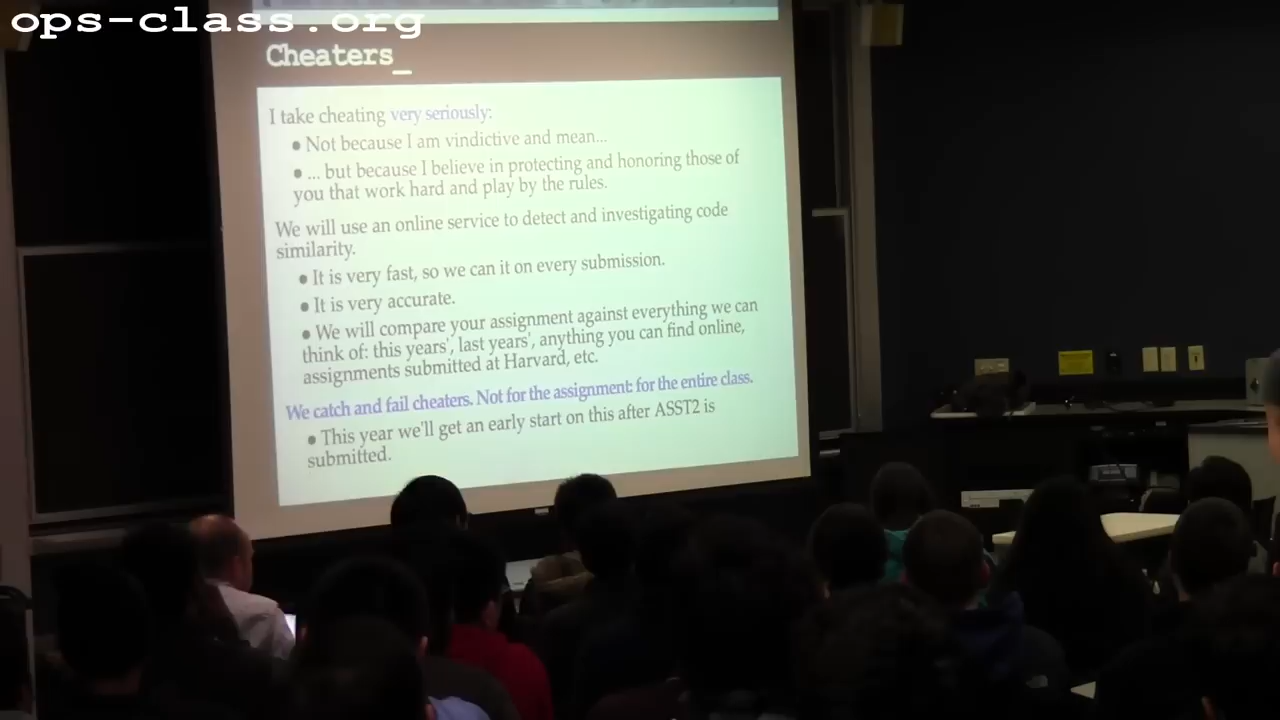 ops-class.org
Cheaters_
I take cheating very seriously:
• Not because I am vindictive and mean...
• ... but because I believe in protecting and honoring those of
you that work hard and play by the rules.
We will use an online service to detect and investigating code
similarity.
• It is very fast, so we can it on every submission.
• It is very accurate.
• We will compare your assignment against everything we can
think of: this years', last years', anything you can find online,
assignments submitted at Harvard, etc.
We catch and fail cheaters. Not for the assignment: for the entire class.
• This year we'll get an early start on this after ASST2 is
submitted.